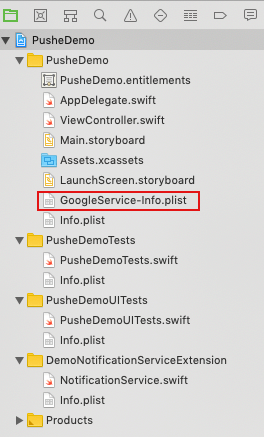 PusheDemo
PusheDemo
PusheDemo.entitlements
AppDelegate.swift
ViewController.swift
Main.storyboard
Assets.xcassets
LaunchScreen.storyboard
GoogleService-Info.plist
Info.plist
PusheDemoTests
PusheDemoTests.swift
Info.plist
PusheDemoUITests
PusheDemoUITests.swift
Info.plist
DemoNotificationServiceExtension
NotificationService.swift
Info.plist
Products